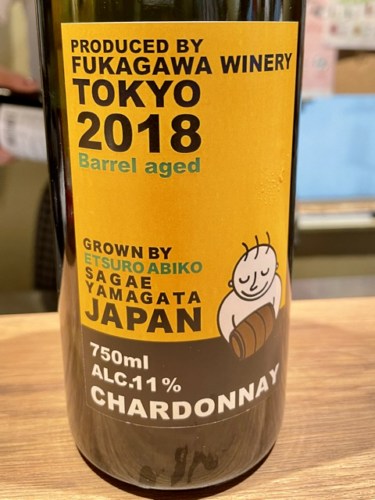 PRODUCED BY
FUKAGAWA WINERY
TOKYO
2018
Barrel aged
GROWN BY
ETSURO ABIKO
SAGAE
YAMAGATA
JAPAN
750ml
ALC.11%
CHARDONNAY